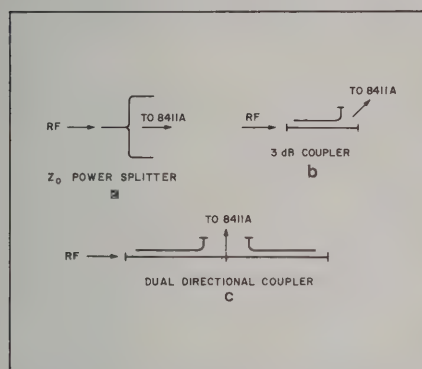 RF
TO 8411A
Z₀ POWER SPLITTER
RF
TO 8411A
3 dB COUPLER
b
TO 8411A
RF
DUAL DIRECTIONAL COUPLER
C